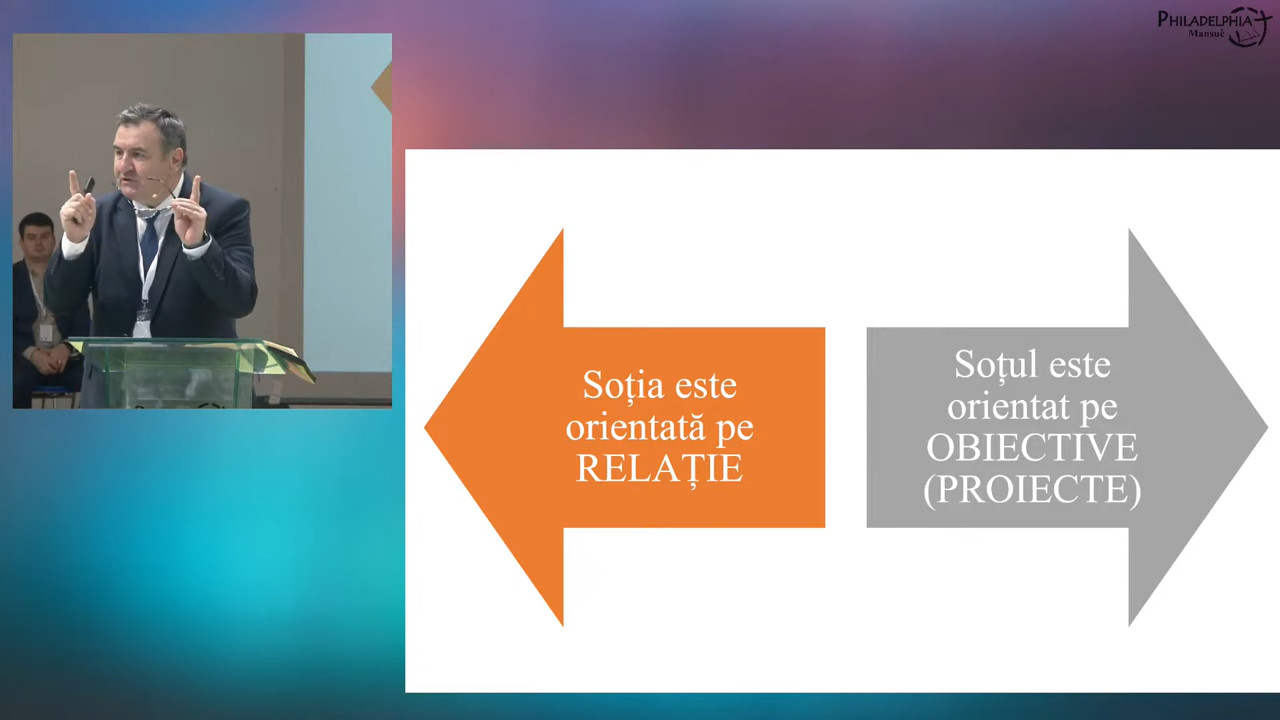 PHILADELPHIA
Mansuè
Soția este
orientată pe
RELAȚIE
Soțul este
orientat pe
OBIECTIVE
(PROIECTE)